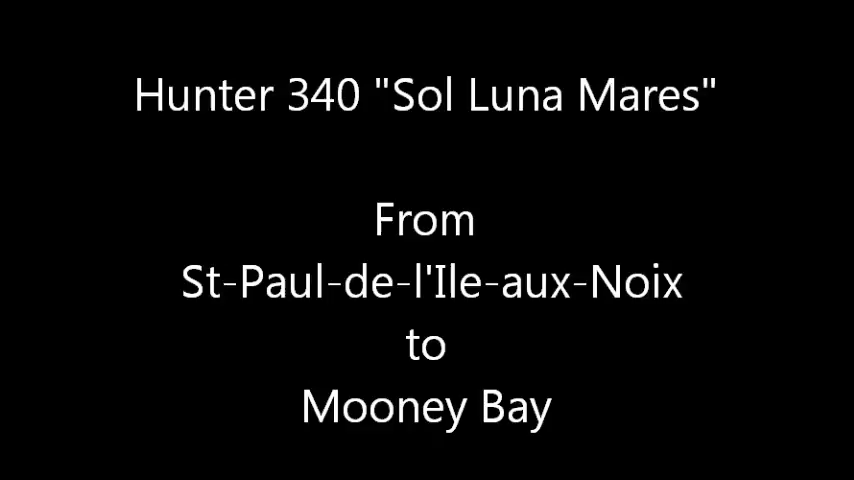 Hunter 340 "Sol Luna Mares"
From
St-Paul-de-l'Ile-aux-Noix
to
Mooney Bay